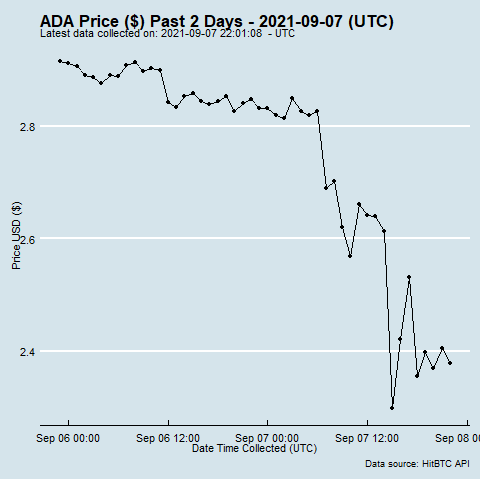 ADA Price ($) Past 2 Days - 2021-09-07 (UTC)
Latest data collected on: 2021-09-07 22:01:08 - UTC
2.8
2.6
2.4
Price USD ($)
Sep 06 00:00 Sep 06 12:00 Sep 07 00:00 Sep 07 12:00 Sep 08 00
Date Time Collected (UTC)
Data source: HitBTC API